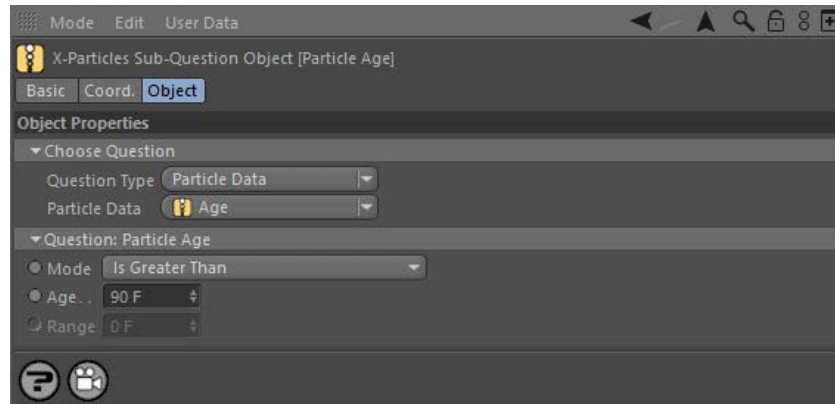 Mode Edit User Data
X-Particles Sub-Question Object [Particle Age]
Basic Coord. Object
Object Properties
Choose Question
Question Type Particle Data
Particle Data Age
Question: Particle Age
Mode Is Greater Than
Age. . 90 F
Range 0 F